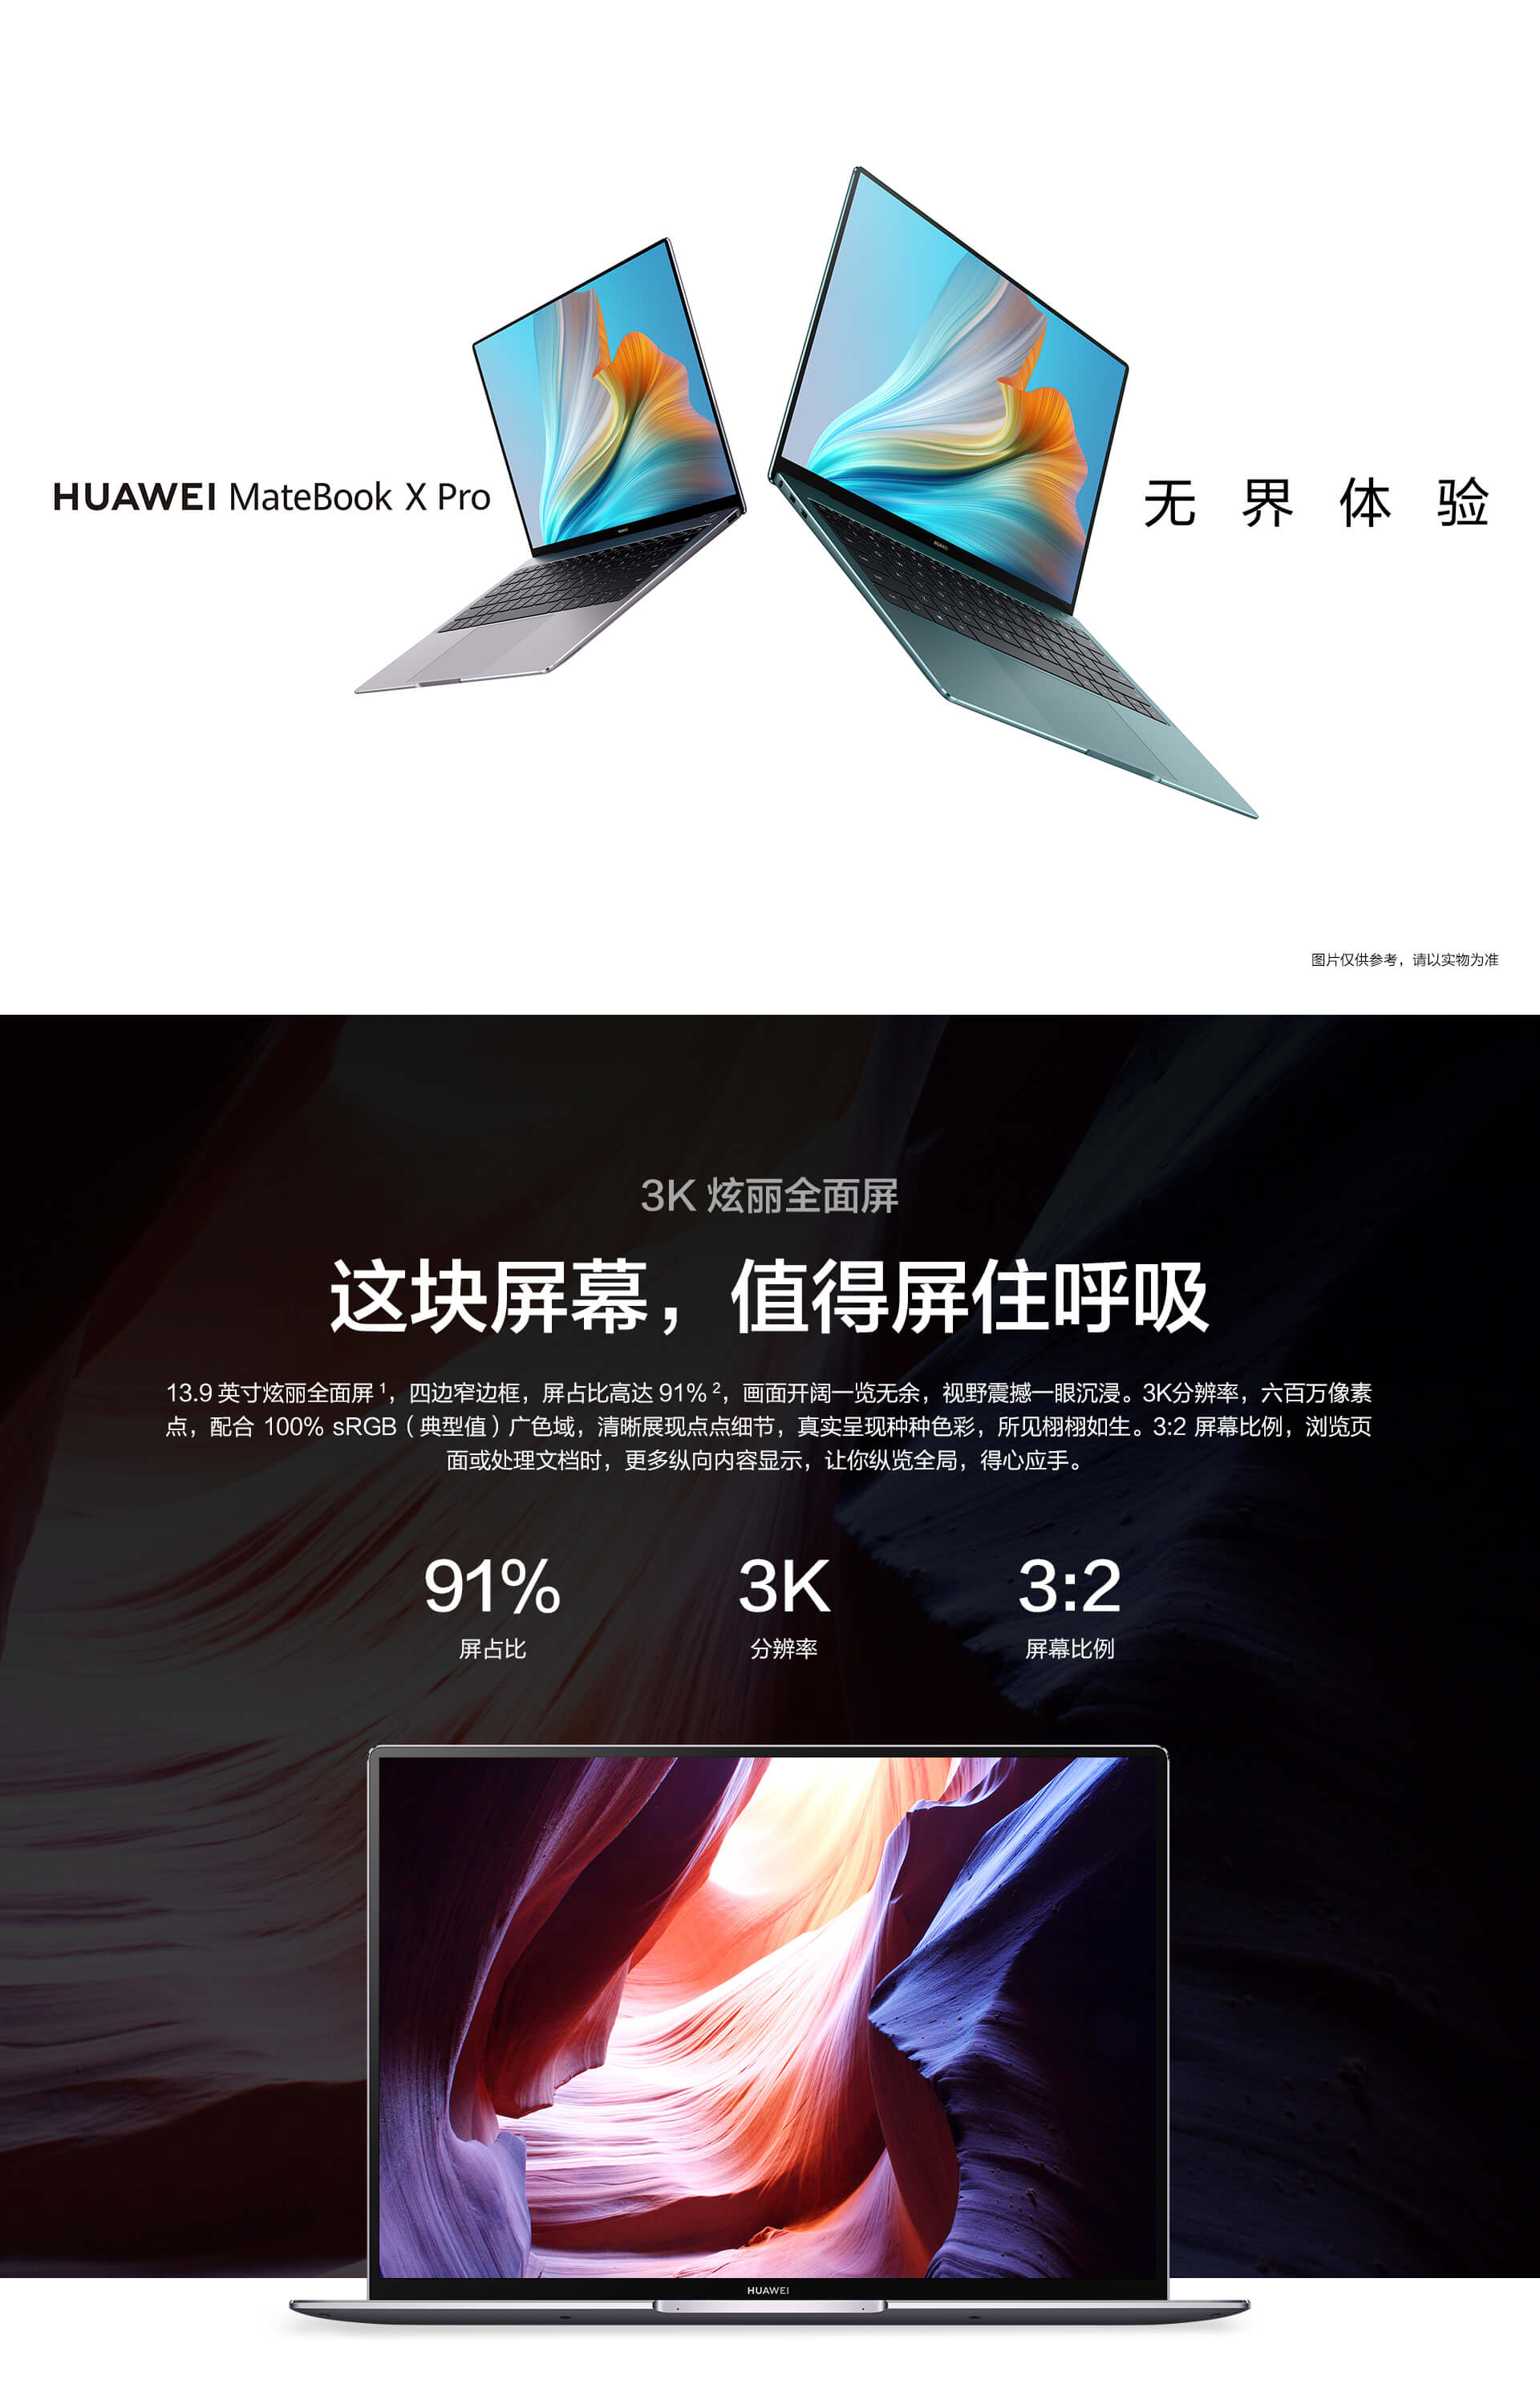 HUAWEI MateBook X Pro
无界体验
图片仅供参考，请以实物为准
3K 炫丽全面屏
这块屏幕，值得屏住呼吸
13.9 英寸炫丽全面屏¹，四边窄边框，屏占比高达 91%²，画面开阔一览无余，视野震撼一眼沉浸。3K分辨率，六百万像素
点，配合 100% sRGB（典型值）广色域，清晰展现点点细节，真实呈现种种色彩，所见栩栩如生。3:2 屏幕比例，浏览页
面或处理文档时，更多纵向内容显示，让你纵览全局，得心应手。
91% 3K 3:2
屏占比 分辨率 屏幕比例
HUAWEI